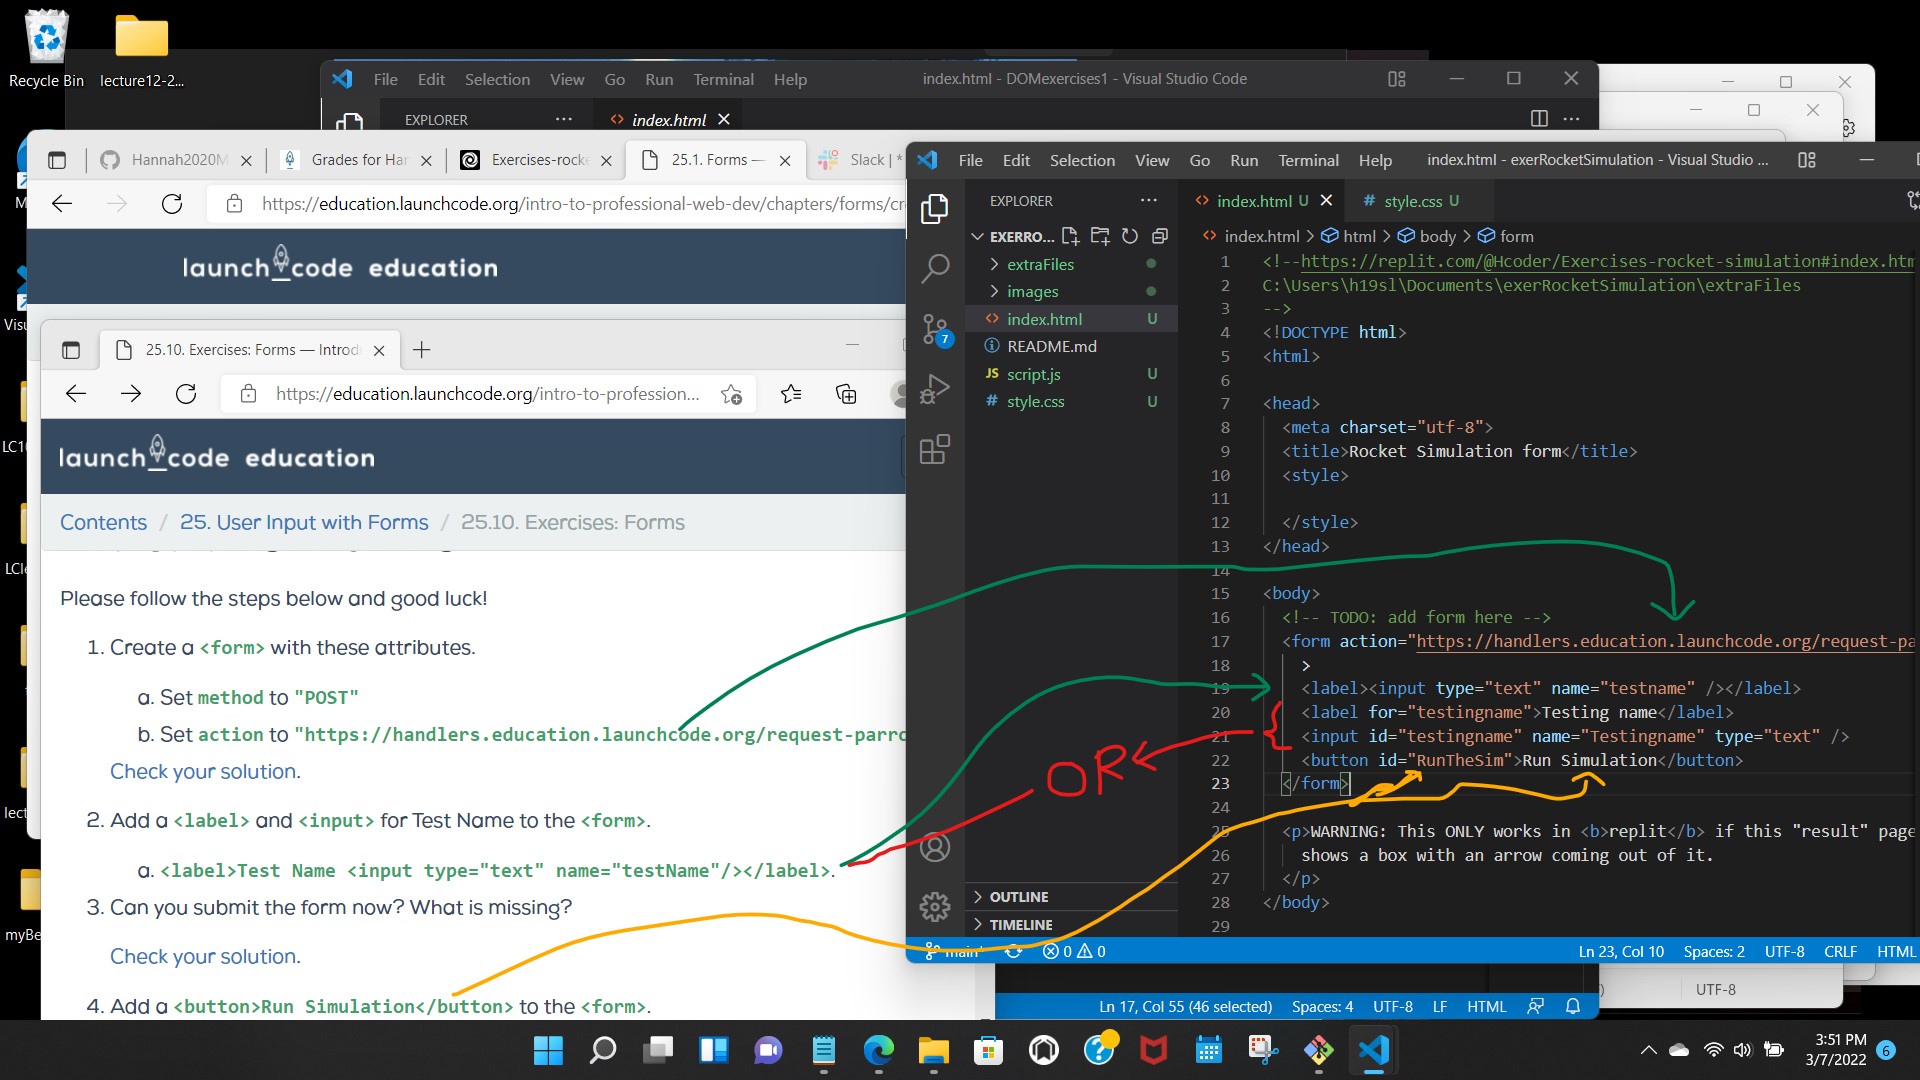 Recycle Bin
lecture12-2...
File Edit Selection View Go Run Terminal Help
index.html - DOMexercises1 - Visual Studio Code
EXPLORER
index.html
Hannah2020M
Grades for Har
Exercises-rocke
25.1. Forms —
Slack | *
https://education.launchcode.org/intro-to-professional-web-dev/chapters/forms/cr
launch_code education
25.10. Exercises: Forms — Introd
https://education.launchcode.org/intro-to-profession...
launch_code education
Contents / 25. User Input with Forms / 25.10. Exercises: Forms
Please follow the steps below and good luck!
1. Create a <form> with these attributes.
a. Set method to "POST"
b. Set action to "https://handlers.education.launchcode.org/request-parro
Check your solution.
2. Add a <label> and <input> for Test Name to the <form>.
a. <label>Test Name <input type="text" name="testName"/></label>.
3. Can you submit the form now? What is missing?
Check your solution.
4. Add a <button>Run Simulation</button> to the <form>.
OR
File Edit Selection View Go Run Terminal Help
index.html - exerRocketSimulation - Visual Studio ...
EXPLORER
EXERRO...
extraFiles
images
index.html U
README.md
JS script.js U
# style.css U
OUTLINE
TIMELINE
7
index.html U
# style.css U
index.html > html > body > form
1 <!--https://replit.com/@Hcoder/Exercises-rocket-simulation#index.htm
2 C:\Users\h19sl\Documents\exerRocketSimulation\extraFiles
3 -->
4 <!DOCTYPE html>
5 <html>
6
7 <head>
8 <meta charset="utf-8">
9 <title>Rocket Simulation form</title>
10 <style>
11
12 </style>
13 </head>
14
15 <body>
16 <!-- TODO: add form here -->
17 <form action="https://handlers.education.launchcode.org/request-pa
18 >
19 <label><input type="text" name="testname" /></label>
20 <label for="testingname">Testing name</label>
21 <input id="testingname" name="Testingname" type="text" />
22 <button id="RunTheSim">Run Simulation</button>
23 </form>
24
25 <p>WARNING: This ONLY works in <b>replit</b> if this "result" page
26 shows a box with an arrow coming out of it.
27 </p>
28 </body>
29
main
0 0
Ln 23, Col 10 Spaces: 2 UTF-8 CRLF HTML
Ln 17, Col 55 (46 selected) Spaces: 4 UTF-8 LF HTML
UTF-8
M
Visu
LC1
LCle
lect
myBe
3:51 PM
3/7/2022
6